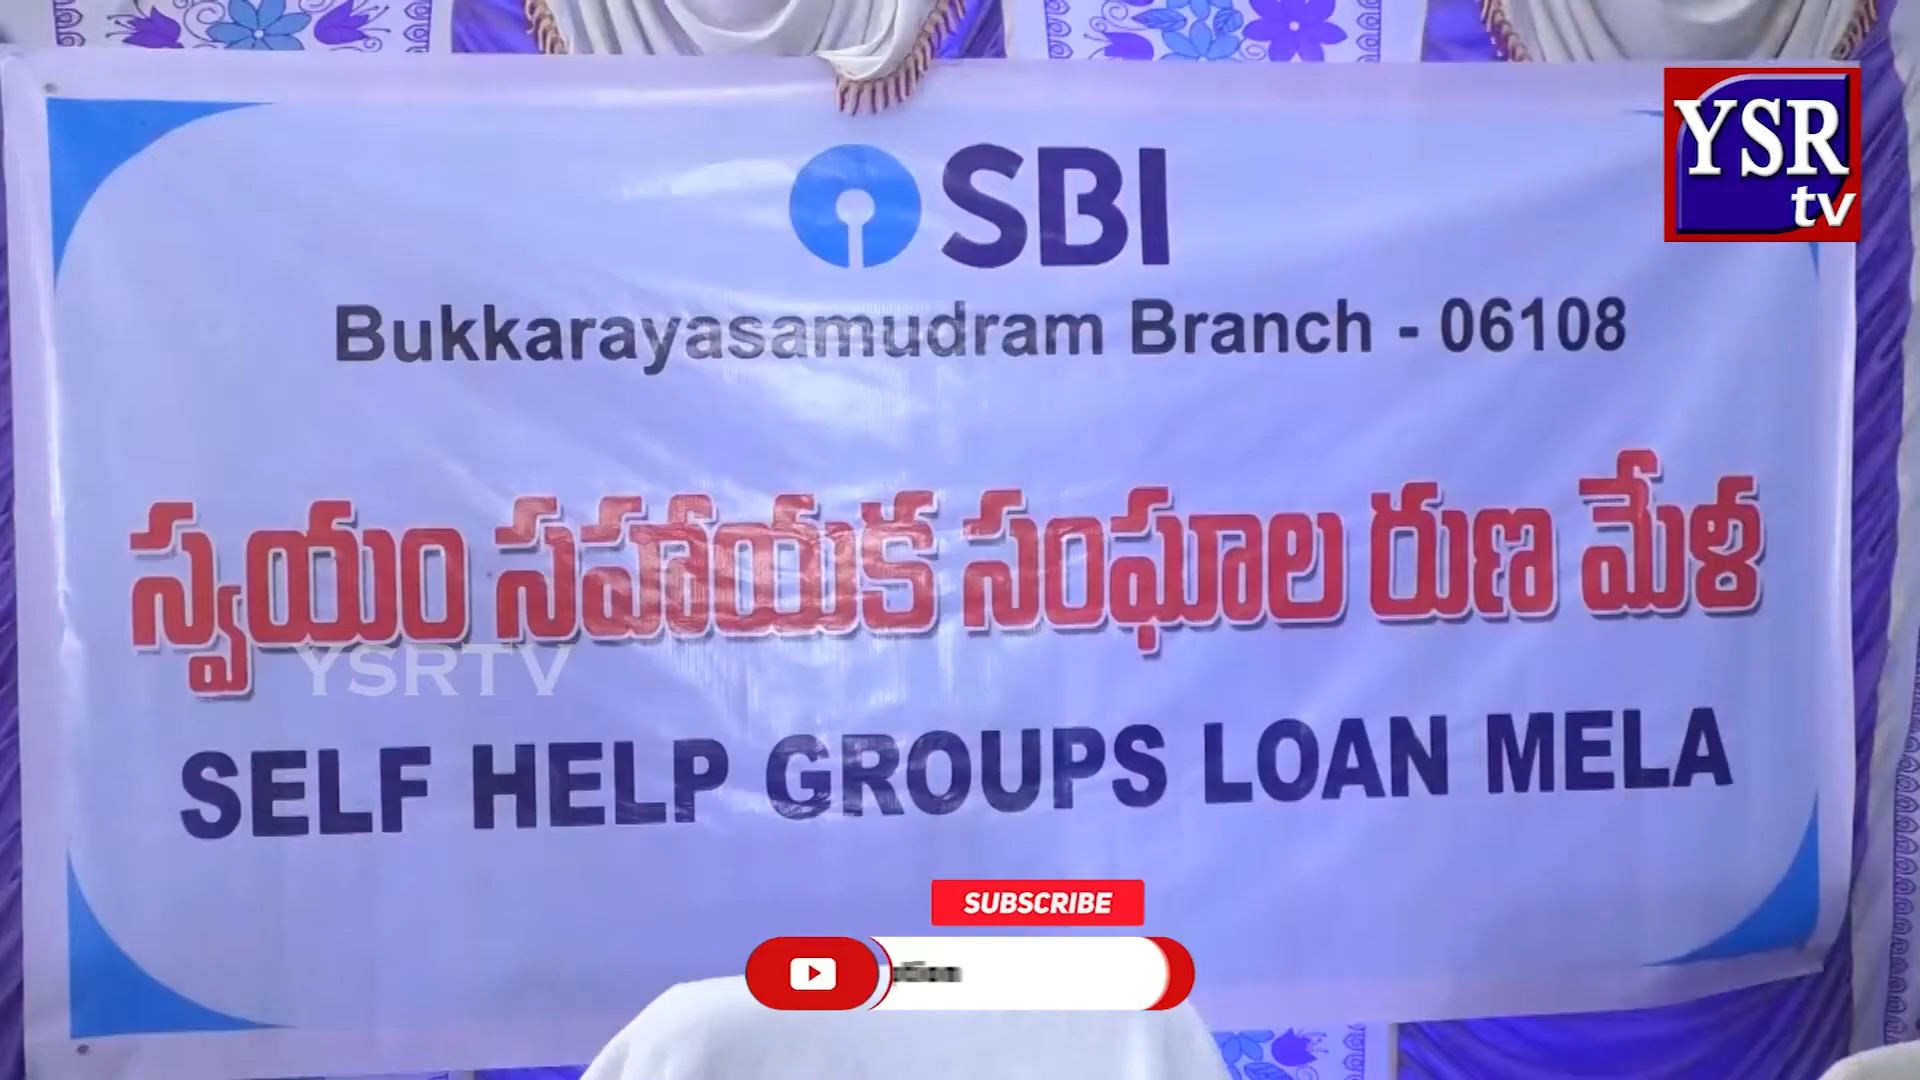 YSR
tv
SBI
Bukkarayasamudram Branch - 06108
స్వయం సహాయక సంఘాల రుణ మేళ
YSRTV
SELF HELP GROUPS LOAN MELA
SUBSCRIBE